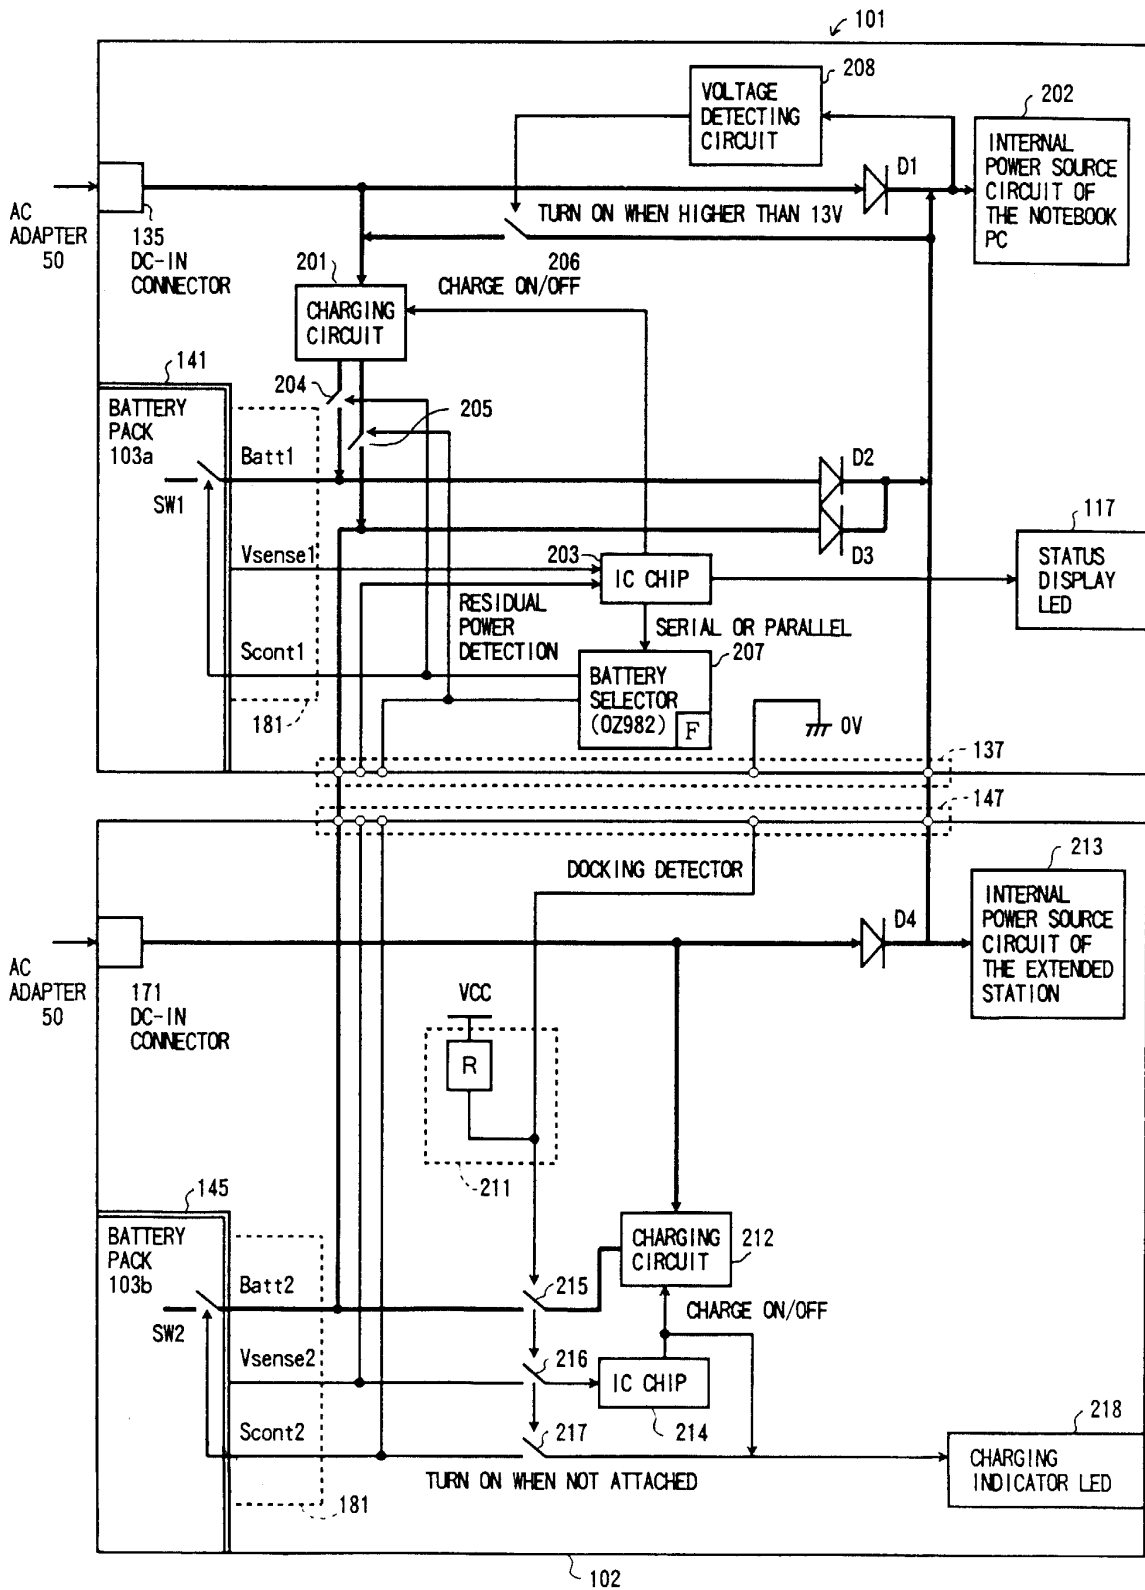 101
208
VOLTAGE
DETECTING
CIRCUIT
202
INTERNAL
POWER SOURCE
CIRCUIT OF
THE NOTEBOOK
PC
D1
AC
ADAPTER
50
135
DC-IN
CONNECTOR
TURN ON WHEN HIGHER THAN 13V
206
201
CHARGE ON/OFF
CHARGING
CIRCUIT
141
204
205
BATTERY
PACK
103a
Batt1
SW1
D2
D3
117
STATUS
DISPLAY
LED
Vsense1
203
IC CHIP
RESIDUAL
POWER
DETECTION
SERIAL OR PARALLEL
Scont1
207
BATTERY
SELECTOR
(OZ982)
F
181
0V
137
147
DOCKING DETECTOR
213
INTERNAL
POWER SOURCE
CIRCUIT OF
THE EXTENDED
STATION
D4
AC
ADAPTER
50
171
DC-IN
CONNECTOR
VCC
R
211
145
BATTERY
PACK
103b
Batt2
SW2
CHARGING
CIRCUIT
212
215
CHARGE ON/OFF
Vsense2
216
IC CHIP
214
Scont2
217
218
CHARGING
INDICATOR LED
TURN ON WHEN NOT ATTACHED
181
102